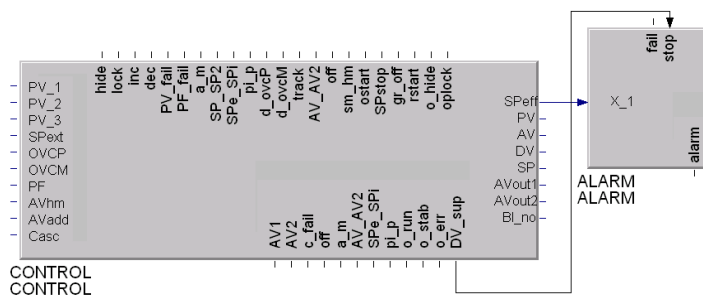 hide
lock
inc
dec
PV_fail
PF_fail
a_m
SP_SP2
SPe_SPi
pi_p
d_ovcP
d_ovcM
track
AV_AV2
off
sm_hm
ostart
SPstop
gr_off
rstart
o_hide
oplock
PV_1
PV_2
PV_3
SPext
OVCP
OVCM
PF
AVhm
AVadd
Casc
SPeff
PV
AV
DV
SP
AVout1
AVout2
Bl_no
AV1
AV2
c_fail
off
a_m
AV_AV2
SPe_SPi
pi_p
o_run
o_stab
o_err
DV_sup
CONTROL
CONTROL
fail
stop
X_1
alarm
ALARM
ALARM